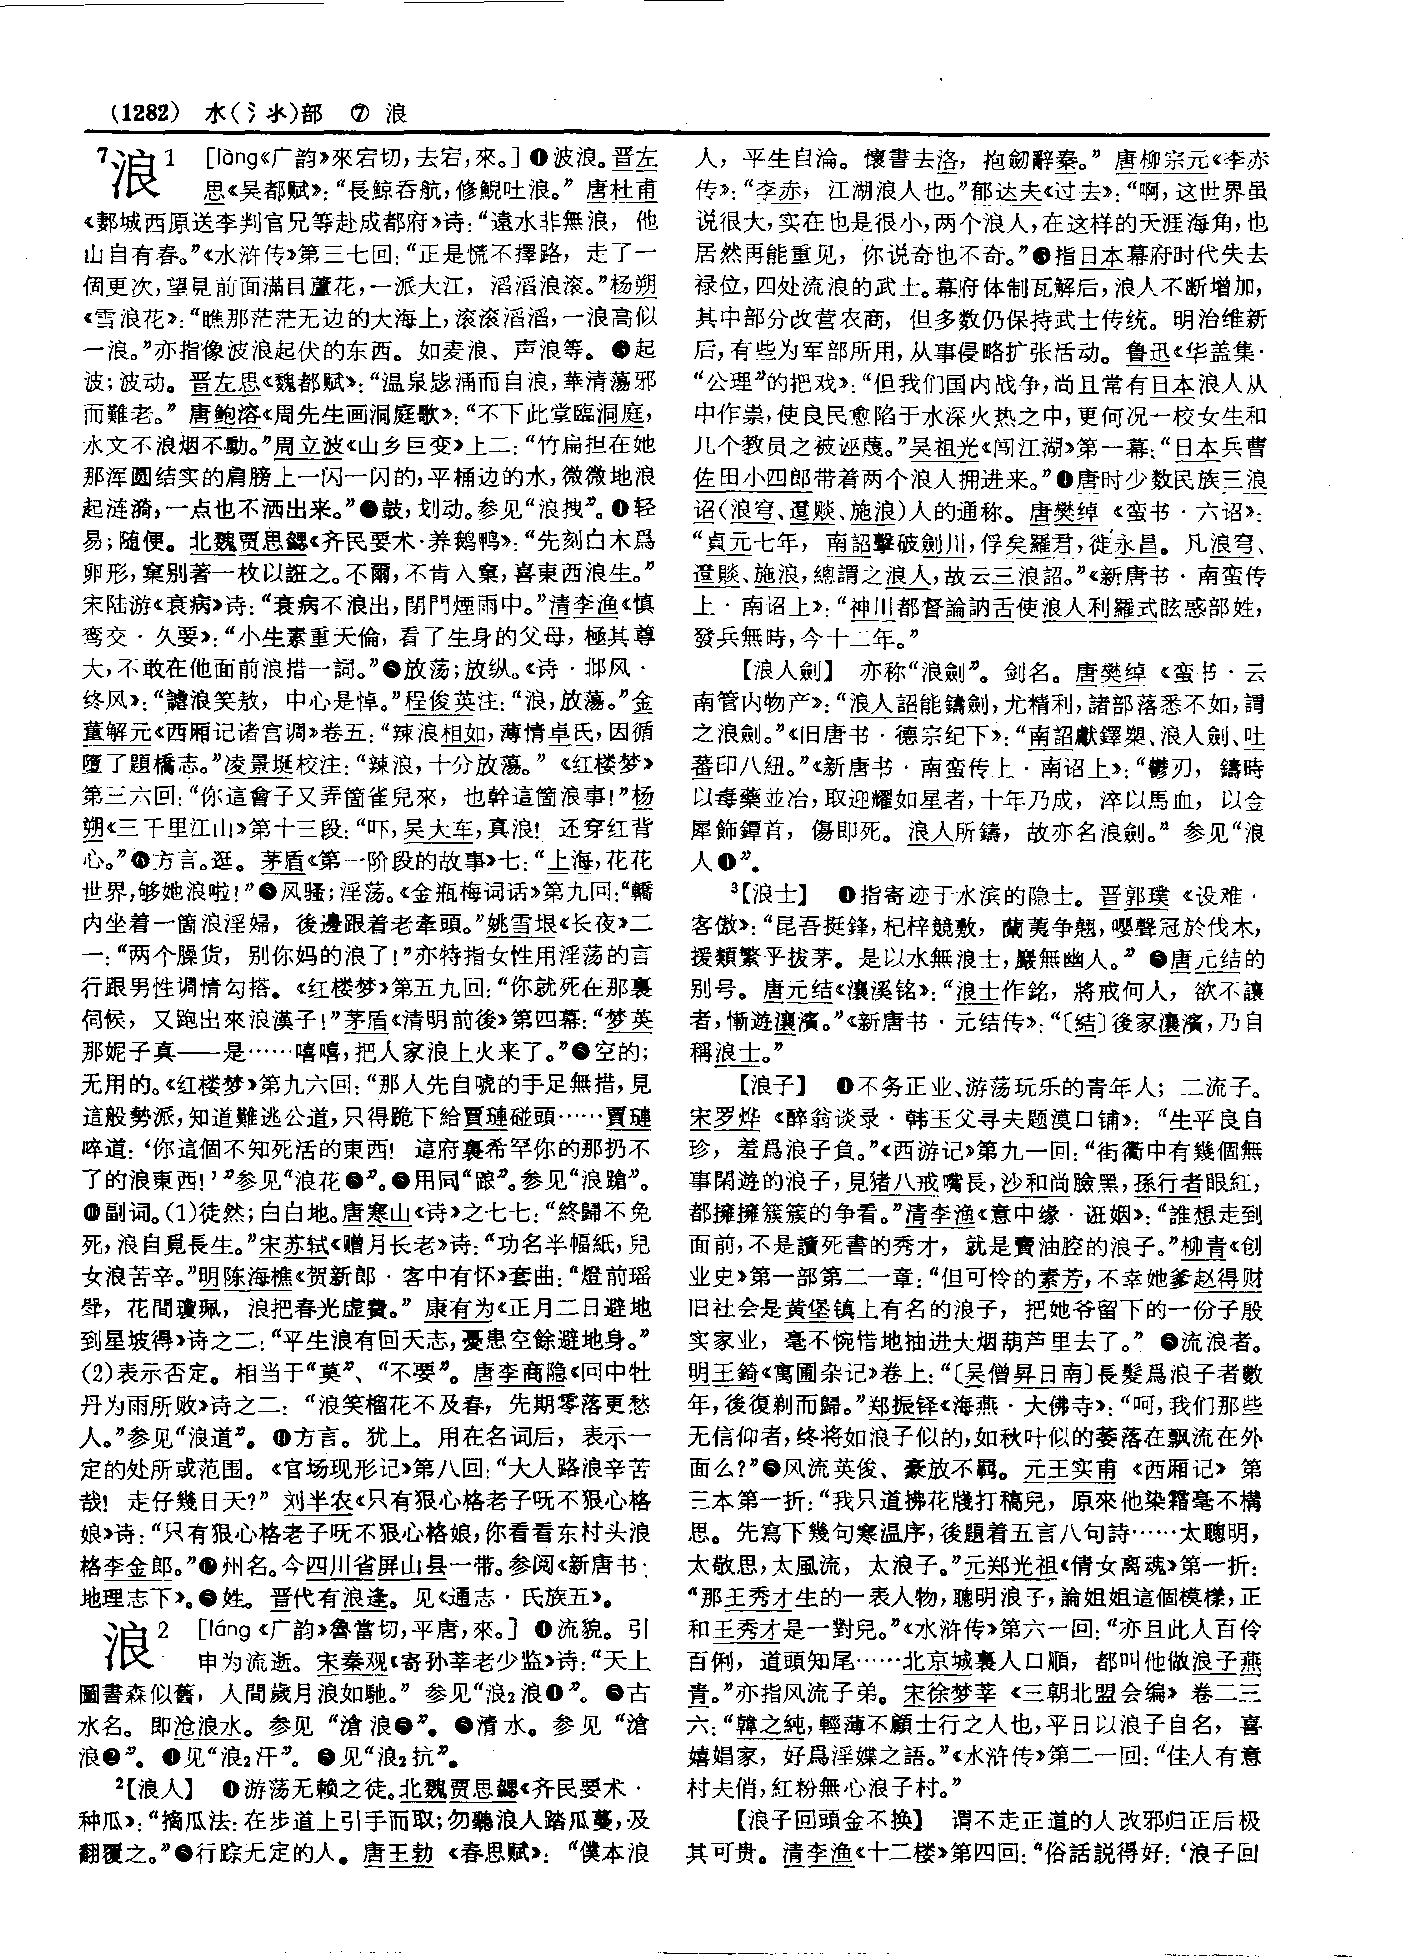 (1282) 水(氵氺)部 ⑦ 浪
⁷浪1 [làng《广韵》來宕切,去宕,來。]❶波浪。晋左
思《吴都赋》:“長鯨吞航,修鯢吐浪。” 唐杜甫
《郪城西原送李判官兄等赴成都府》诗:“遠水非無浪, 他
山自有春。”《水浒传》第三七回:“正是慌不擇路, 走了一
個更次,望見前面滿目蘆花,一派大江, 滔滔浪滚。”杨朔
《雪浪花》:“瞧那茫茫无边的大海上,滚滚滔滔,一浪高似
一浪。”亦指像波浪起伏的东西。如麦浪、声浪等。 ❷起
波;波动。 晋左思《魏都赋》:“温泉毖涌而自浪,華清蕩邪
而難老。” 唐鲍溶《周先生画洞庭歌》:“不下此堂臨洞庭,
水文不浪烟不動。”周立波《山乡巨变》上二:“竹扁担在她
那浑圆结实的肩膀上一闪一闪的,平桶边的水,微微地浪
起涟漪,一点也不洒出来。”❸鼓,划动。参见“浪拽”。❹轻
易;随便。 北魏贾思勰《齐民要术·养鹅鸭》:“先刻白木爲
卵形,窠别著一枚以誑之。不爾,不肯入窠,喜東西浪生。”
宋陆游《衰病》诗:“衰病不浪出,閉門煙雨中。”清李渔《慎
鸾交·久要》:“小生素重天倫, 看了生身的父母, 極其尊
大,不敢在他面前浪措一詞。”❺放荡;放纵。《诗·邶风·
终风》:“謔浪笑敖, 中心是悼。”程俊英注:“浪,放蕩。”金
董解元《西厢记诸宫调》卷五:“辣浪相如,薄情卓氏,因循
墮了題橋志。”凌景埏校注:“辣浪,十分放蕩。” 《红楼梦》
第三六回:“你這會子又弄箇雀兒來, 也幹這箇浪事!”杨
朔《三千里江山》第十三段:“吓,吴大车,真浪! 还穿红背
心。”❻方言。逛。 茅盾《第一阶段的故事》七:“上海,花花
世界,够她浪啦!”❼风骚;淫荡。《金瓶梅词话》第九回:“轎
内坐着一箇浪淫婦, 後邊跟着老牽頭。”姚雪垠《长夜》二
一:“两个臊货, 别你妈的浪了!”亦特指女性用淫荡的言
行跟男性调情勾搭。《红楼梦》第五九回:“你就死在那裏
伺候, 又跑出來浪漢子!”茅盾《清明前後》第四幕:“梦英
那妮子真——是……嘻嘻,把人家浪上火来了。”❽空的;
无用的。《红楼梦》第九六回:“那人先自唬的手足無措,見
這般勢派,知道難逃公道,只得跪下給賈璉碰頭……賈璉
啐道:‘你這個不知死活的東西! 這府裏希罕你的那扔不
了的浪東西!’”参见“浪花❸”。❾用同“踉”。参见“浪蹌”。
❿副词。(1)徒然;白白地。唐寒山《诗》之七七:“終歸不免
死,浪自覓長生。”宋苏轼《赠月长老》诗:“功名半幅紙,兒
女浪苦辛。”明陈海樵《贺新郎·客中有怀》套曲:“燈前瑶
瑟, 花間瓊珮, 浪把春光虚費。” 康有为《正月二日避地
到星坡得》诗之二:“平生浪有回天志,憂患空餘避地身。”
(2)表示否定。相当于“莫”、“不要”。唐李商隐《回中牡
丹为雨所败》诗之二: “浪笑榴花不及春, 先期零落更愁
人。”参见“浪道”。 ⓫方言。犹上。 用在名词后, 表示一
定的处所或范围。《官场现形记》第八回:“大人路浪辛苦
哉! 走仔幾日天?” 刘半农《只有狠心格老子呒不狠心格
娘》诗:“只有狠心格老子呒不狠心格娘,你看看东村头浪
格李金郎。”⓬州名。今四川省屏山县一带。参阅《新唐书·
地理志下》。⓭姓。 晋代有浪逢。 见《通志·氏族五》。
浪2 [láng《广韵》魯當切,平唐,來。] ❶流貌。 引
申为流逝。 宋秦观《寄孙莘老少监》诗:“天上
圖書森似舊, 人間歲月浪如馳。” 参见“浪2浪❶”。 ❷古
水名。 即沧浪水。 参见 “滄浪❷”。 ❸清水。 参见 “滄
浪❷”。 ❹见“浪2汗”。 ❺见“浪2抗”。
²【浪人】 ❶游荡无赖之徒。北魏贾思勰《齐民要术·
种瓜》:“摘瓜法:在步道上引手而取;勿聽浪人踏瓜蔓,及
翻覆之。”❷行踪无定的人。 唐王勃 《春思赋》: “僕本浪
人, 平生自淪。 懷書去洛, 抱劒辭秦。” 唐柳宗元《李赤
传》:“李赤, 江湖浪人也。”郁达夫《过去》:“啊,这世界虽
说很大,实在也是很小,两个浪人,在这样的天涯海角,也
居然再能重见, 你说奇也不奇。”❸指日本幕府时代失去
禄位,四处流浪的武士。幕府体制瓦解后,浪人不断增加,
其中部分改营农商, 但多数仍保持武士传统。明治维新
后,有些为军部所用,从事侵略扩张活动。 鲁迅《华盖集·
“公理”的把戏》:“但我们国内战争,尚且常有日本浪人从
中作祟,使良民愈陷于水深火热之中,更何况一校女生和
几个教员之被诬蔑。”吴祖光《闯江湖》第一幕:“日本兵曹
佐田小四郎带着两个浪人拥进来。”❹唐时少数民族三浪
诏(浪穹、邆赕、施浪)人的通称。 唐樊绰 《蛮书·六诏》:
“貞元七年, 南詔擊破劍川,俘矣羅君,徙永昌。 凡浪穹、
邆賧、施浪,總謂之浪人,故云三浪詔。”《新唐书·南蛮传
上·南诏上》:“神川都督論訥舌使浪人利羅式眩惑部姓,
發兵無時,今十二年。”
【浪人劍】 亦称“浪劍”。剑名。唐樊绰 《蛮书·云
南管内物产》:“浪人詔能鑄劍,尤精利,諸部落悉不如,謂
之浪劍。”《旧唐书·德宗纪下》:“南詔獻鐸槊、浪人劍、吐
蕃印八紐。”《新唐书·南蛮传上·南诏上》:“鬱刃, 鑄時
以毒藥並冶,取迎耀如星者,十年乃成, 淬以馬血, 以金
犀飾鐔首, 傷即死。 浪人所鑄, 故亦名浪劍。” 参见“浪
人❹”。
³【浪士】 ❶指寄迹于水滨的隐士。 晋郭璞 《设难·
客傲》:“昆吾挺鋒,杞梓競敷, 蘭荑争翹,嚶聲冠於伐木,
援類繁乎拔茅。 是以水無浪士,巖無幽人。” ❷唐元结的
别号。 唐元结《瀼溪铭》:“浪士作銘, 將戒何人, 欲不讓
者,慚遊瀼濱。”《新唐书·元结传》:“〔結〕後家瀼濱,乃自
稱浪士。”
【浪子】 ❶不务正业、游荡玩乐的青年人; 二流子。
宋罗烨 《醉翁谈录·韩玉父寻夫题漠口铺》: “生平良自
珍, 羞爲浪子負。”《西游记》第九一回:“街衢中有幾個無
事閑遊的浪子,見猪八戒嘴長,沙和尚臉黑,孫行者眼紅,
都擁擁簇簇的争看。”清李渔《意中缘·诳姻》:“誰想走到
面前,不是讀死書的秀才, 就是賣油腔的浪子。”柳青《创
业史》第一部第二一章:“但可怜的素芳,不幸她爹赵得财
旧社会是黄堡镇上有名的浪子, 把她爷留下的一份子殷
实家业, 毫不惋惜地抽进大烟葫芦里去了。” ❷流浪者。
明王錡《寓圃杂记》卷上:“〔吴僧昇日南〕長髮爲浪子者數
年,後復剃而歸。”郑振铎《海燕·大佛寺》:“呵,我们那些
无信仰者,终将如浪子似的,如秋叶似的萎落在飘流在外
面么?”❸风流英俊、豪放不羁。 元王实甫 《西厢记》 第
三本第一折:“我只道拂花牋打稿兒, 原來他染霜毫不構
思。 先寫下幾句寒温序,後題着五言八句詩……太聰明,
太敬思,太風流, 太浪子。”元郑光祖《倩女离魂》第一折:
“那王秀才生的一表人物,聰明浪子,論姐姐這個模樣,正
和王秀才是一對兒。”《水浒传》第六一回:“亦且此人百伶
百俐, 道頭知尾……北京城裏人口順, 都叫他做浪子燕
青。”亦指风流子弟。 宋徐梦莘 《三朝北盟会编》 卷二三
六:“韓之純,輕薄不顧士行之人也,平日以浪子自名, 喜
嬉娼家, 好爲淫媟之語。”《水浒传》第二一回:“佳人有意
村夫俏,紅粉無心浪子村。”
【浪子回頭金不换】 谓不走正道的人改邪归正后极
其可贵。 清李渔《十二楼》第四回:“俗話説得好:‘浪子回